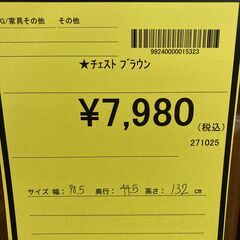 G/家具その他 その他
99240000015323
★チェスト ブラウン
¥7,980
(税込)
271025
サイズ 幅: 98.5 奥行: 44.5 高さ: 132 cm